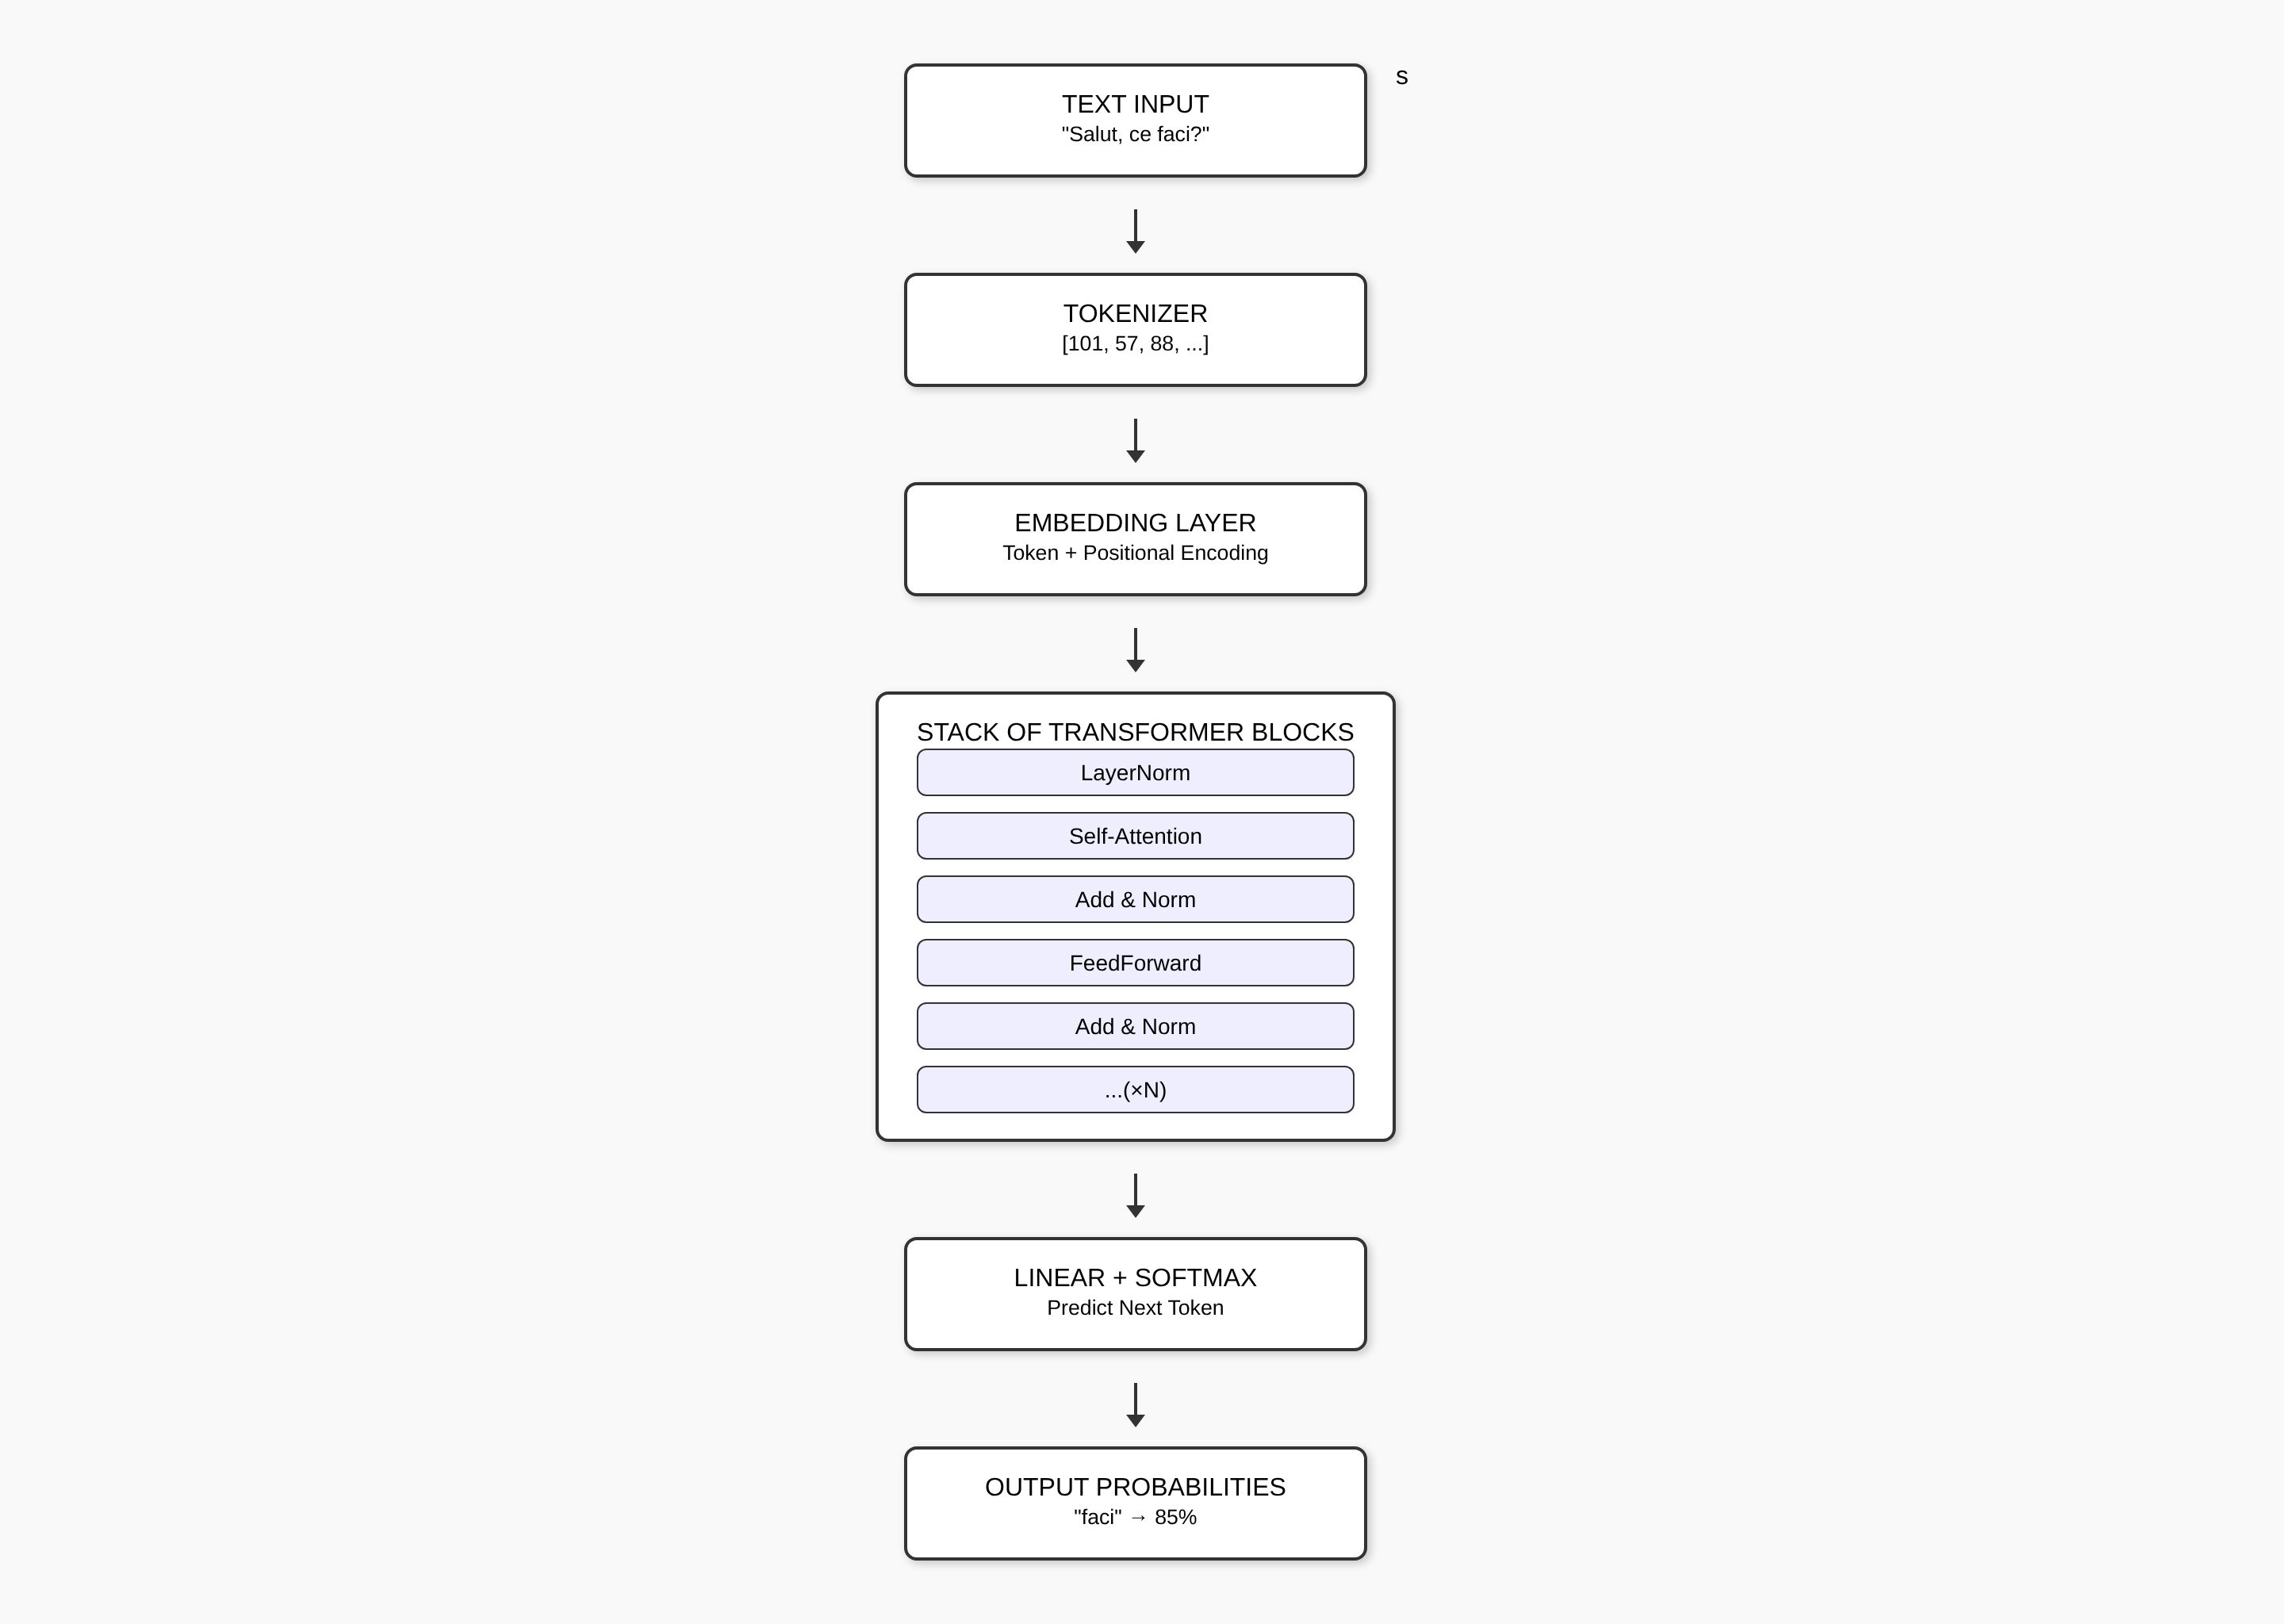 TEXT INPUT
s
"Salut, ce faci?"
TOKENIZER
[101, 57, 88, ...]
EMBEDDING LAYER
Token + Positional Encoding
STACK OF TRANSFORMER BLOCKS
LayerNorm
Self-Attention
Add & Norm
FeedForward
Add & Norm
...(×N)
LINEAR + SOFTMAX
Predict Next Token
OUTPUT PROBABILITIES
"faci" → 85%